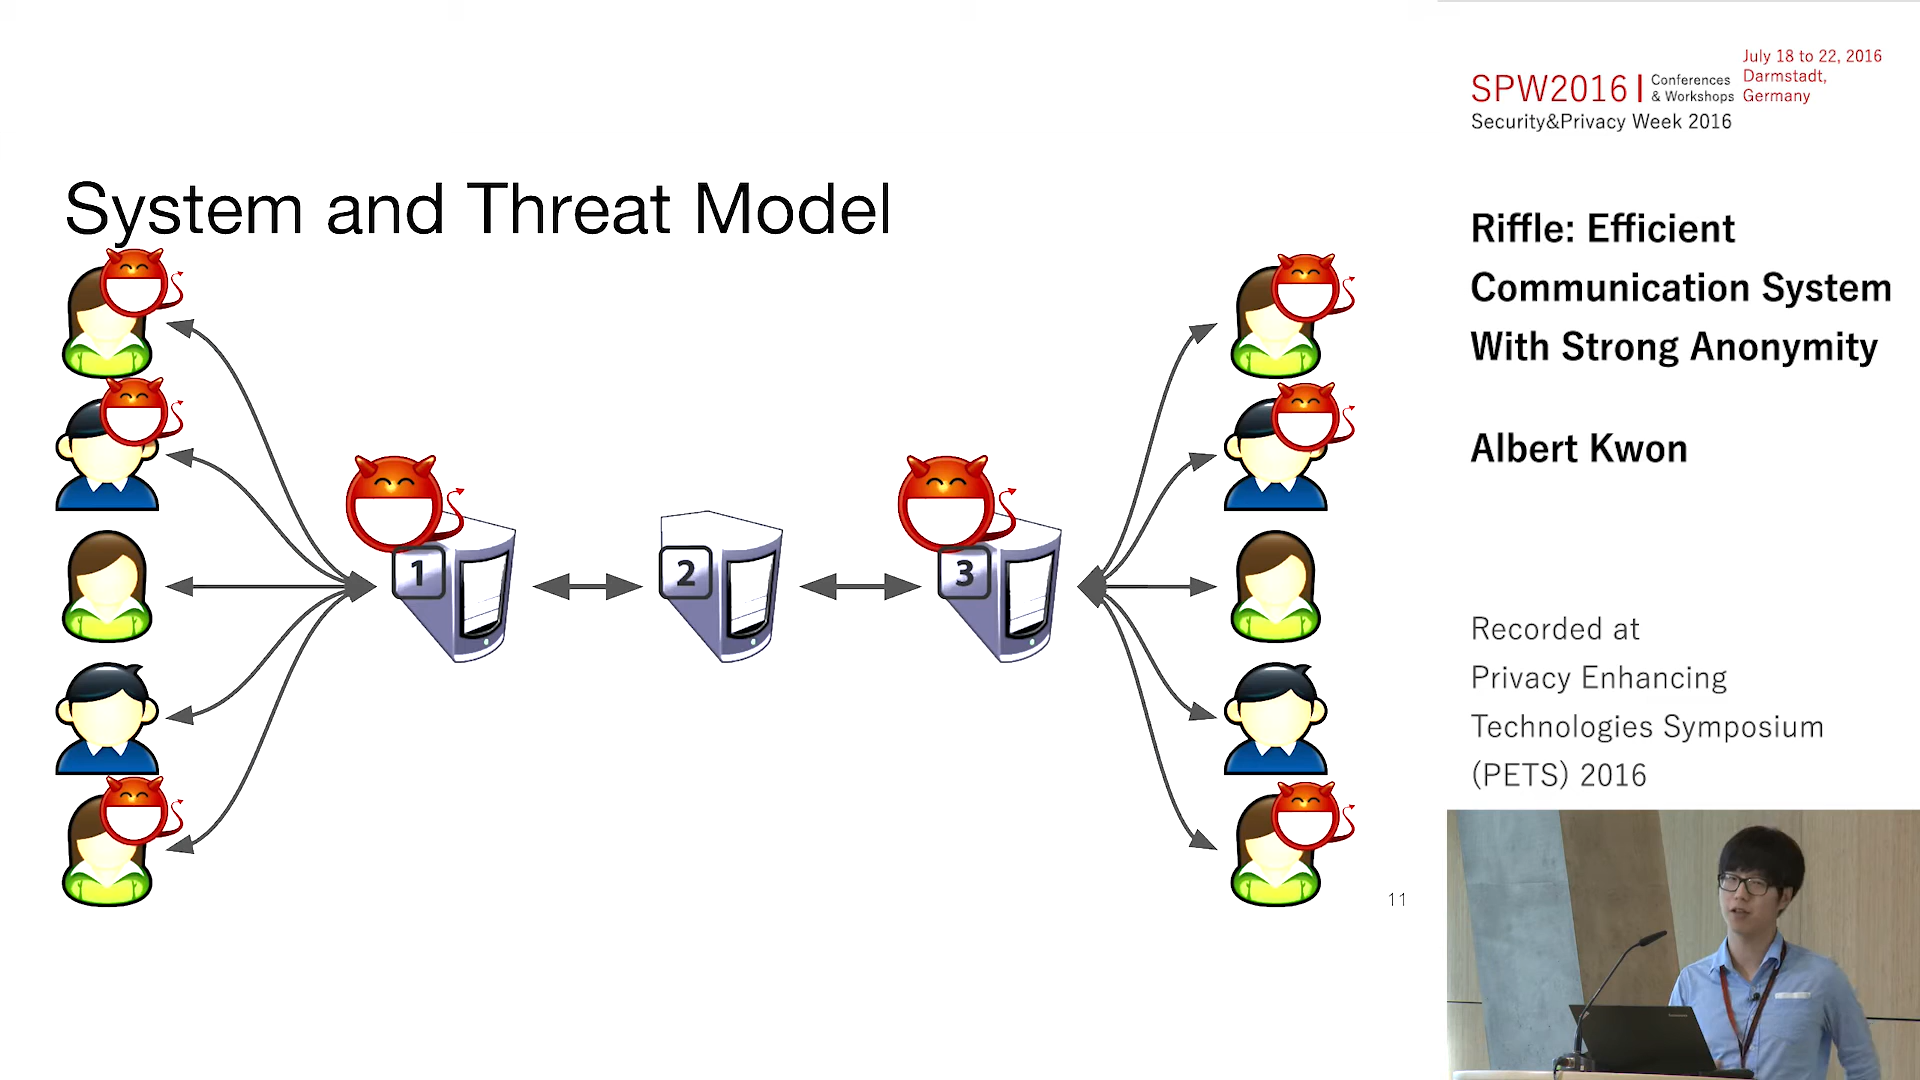 System and Threat Model
1
2
3
11
July 18 to 22, 2016
SPW2016 | Conferences Darmstadt,
& Workshops Germany
Security&Privacy Week 2016
Riffle: Efficient
Communication System
With Strong Anonymity
Albert Kwon
Recorded at
Privacy Enhancing
Technologies Symposium
(PETS) 2016